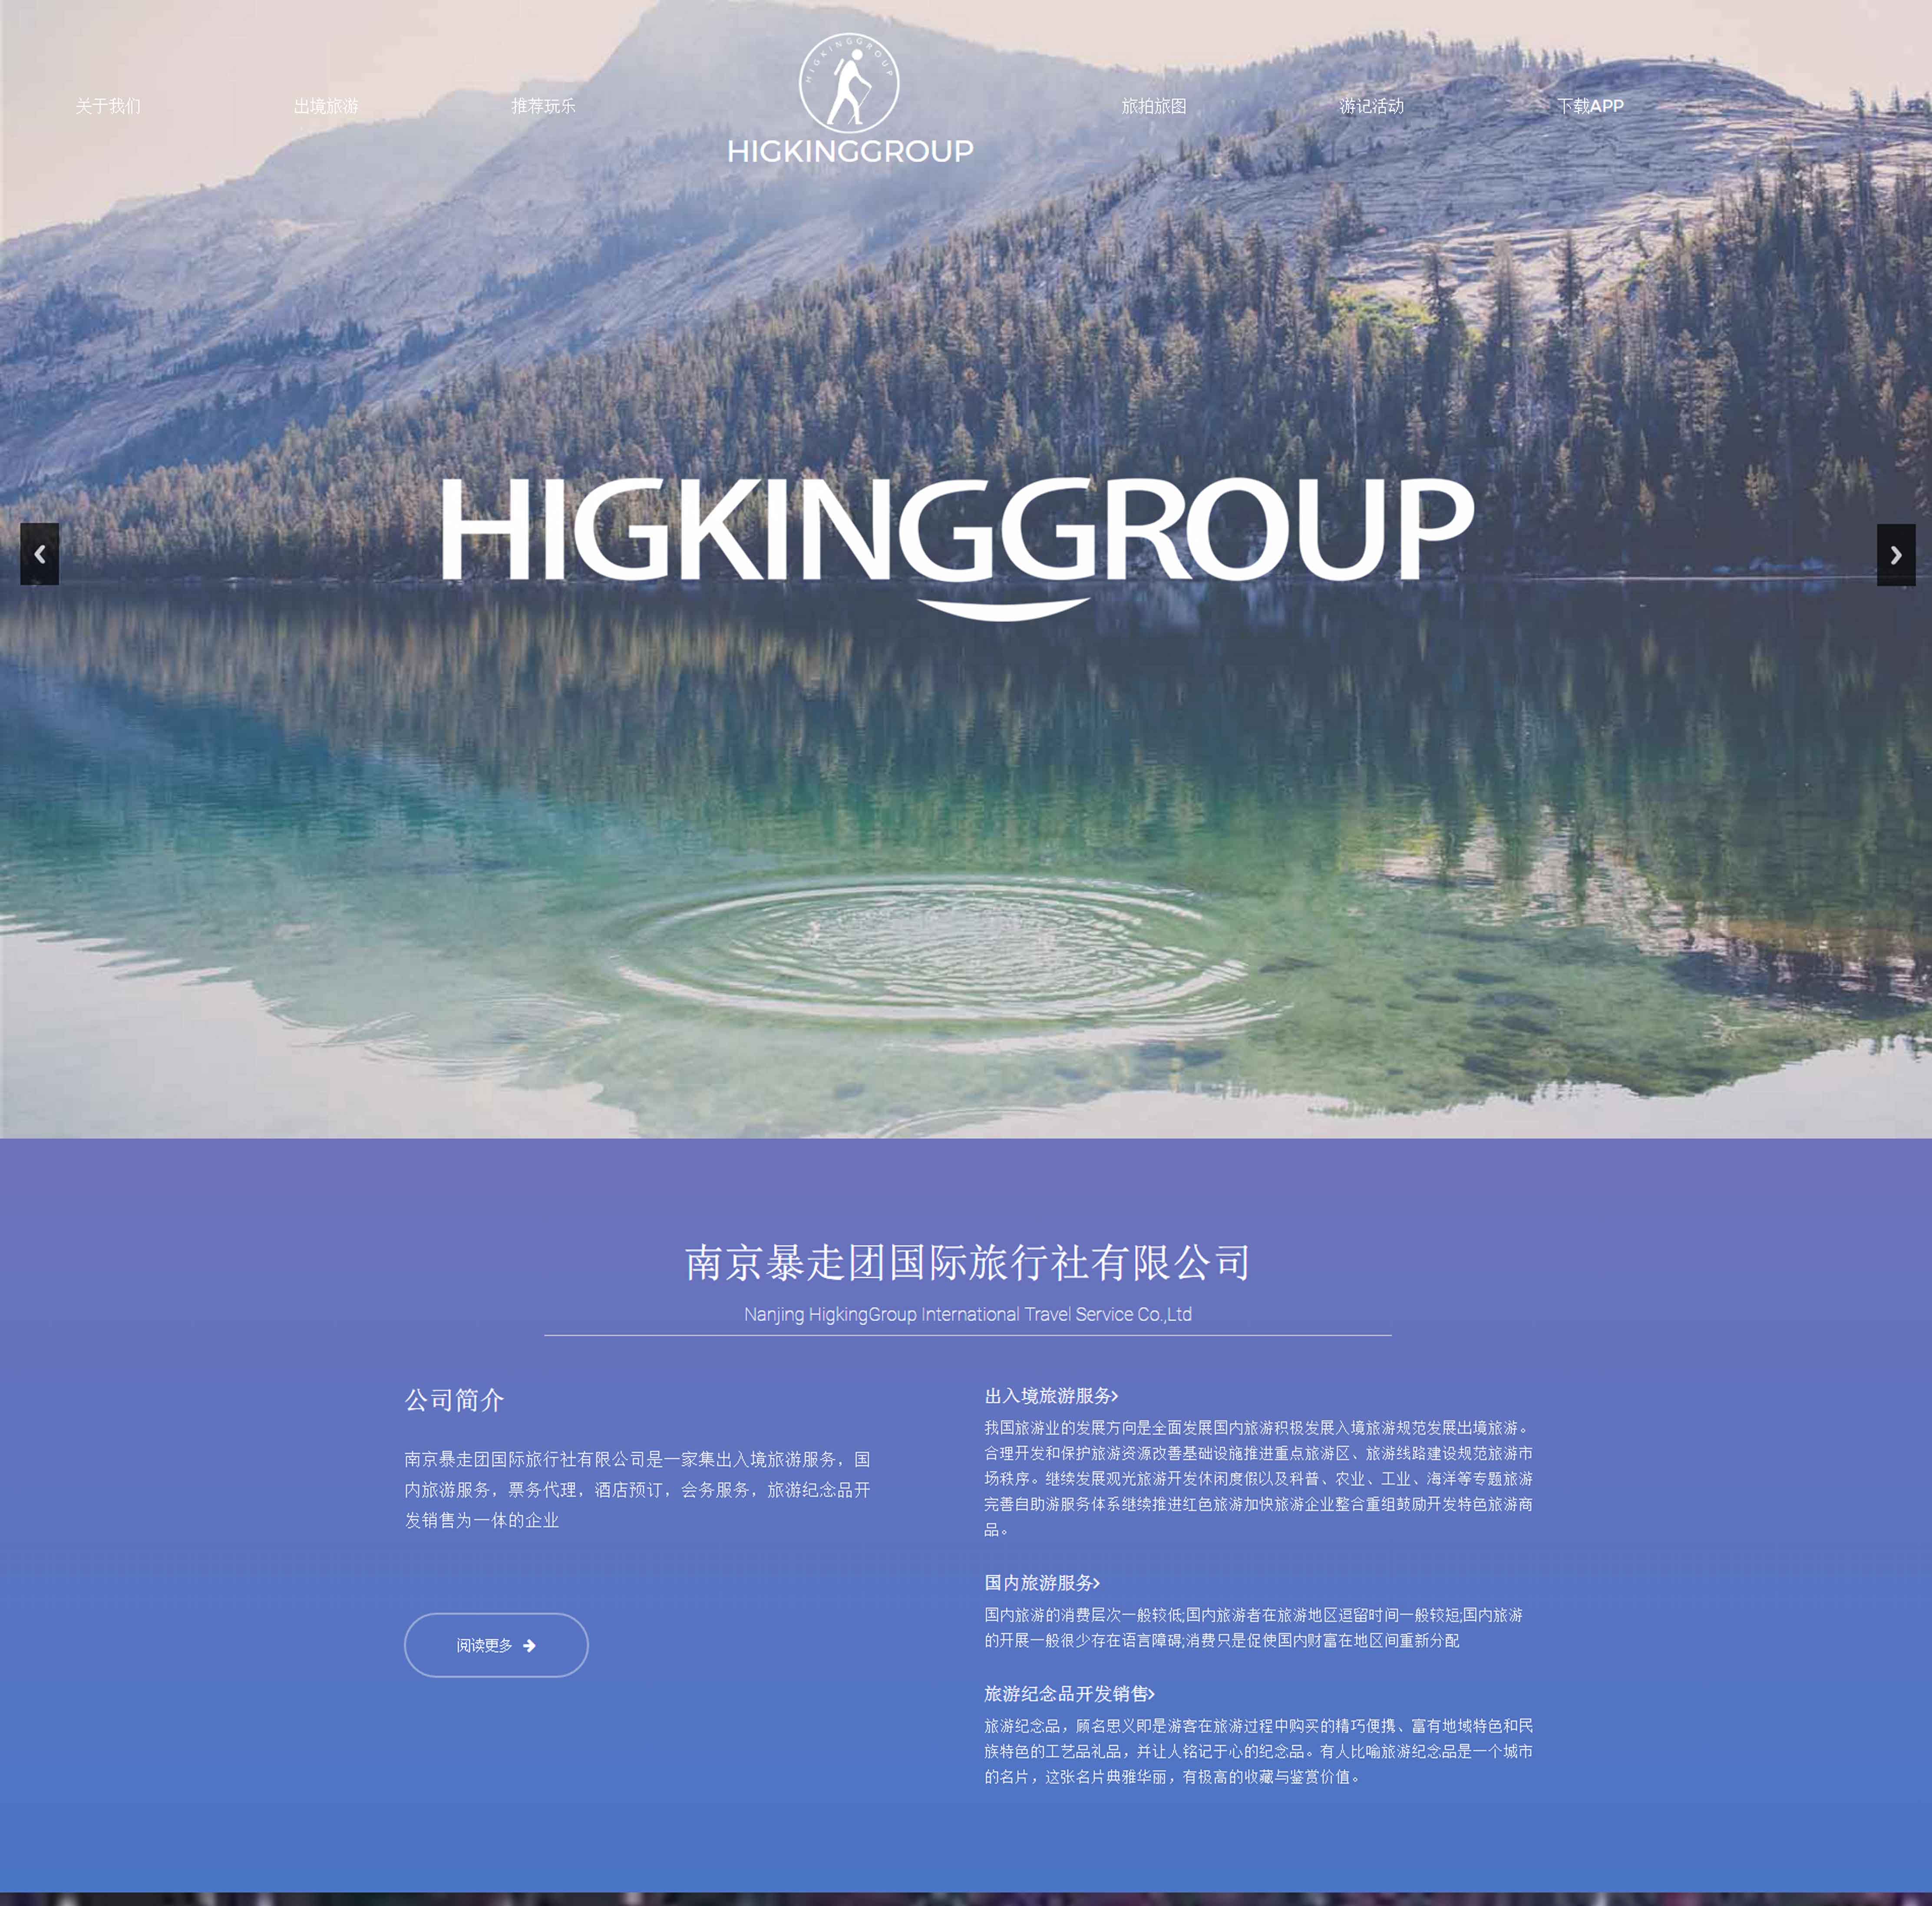 HIGKINGGROUP
关于我们
出境旅游
推荐玩乐
HIGKINGGROUP
旅拍旅图
游记活动
下载APP
HIGKINGGROUP
南京暴走团国际旅行社有限公司
Nanjing HigkingGroup International Travel Service Co.,Ltd
公司简介
南京暴走团国际旅行社有限公司是一家集出入境旅游服务，国
内旅游服务，票务代理，酒店预订，会务服务，旅游纪念品开
发销售为一体的企业
阅读更多
出入境旅游服务
我国旅游业的发展方向是全面发展国内旅游积极发展入境旅游规范发展出境旅游。
合理开发和保护旅游资源改善基础设施推进重点旅游区、旅游线路建设规范旅游市
场秩序。继续发展观光旅游开发休闲度假以及科普、农业、工业、海洋等专题旅游
完善自助游服务体系继续推进红色旅游加快旅游企业整合重组鼓励开发特色旅游商
品。
国内旅游服务
国内旅游的消费层次一般较低;国内旅游者在旅游地区逗留时间一般较短;国内旅游
的开展一般很少存在语言障碍;消费只是促使国内财富在地区间重新分配
旅游纪念品开发销售
旅游纪念品，顾名思义即是游客在旅游过程中购买的精巧便携、富有地域特色和民
族特色的工艺品礼品，并让人铭记于心的纪念品。有人比喻旅游纪念品是一个城市
的名片，这张名片典雅华丽，有极高的收藏与鉴赏价值。